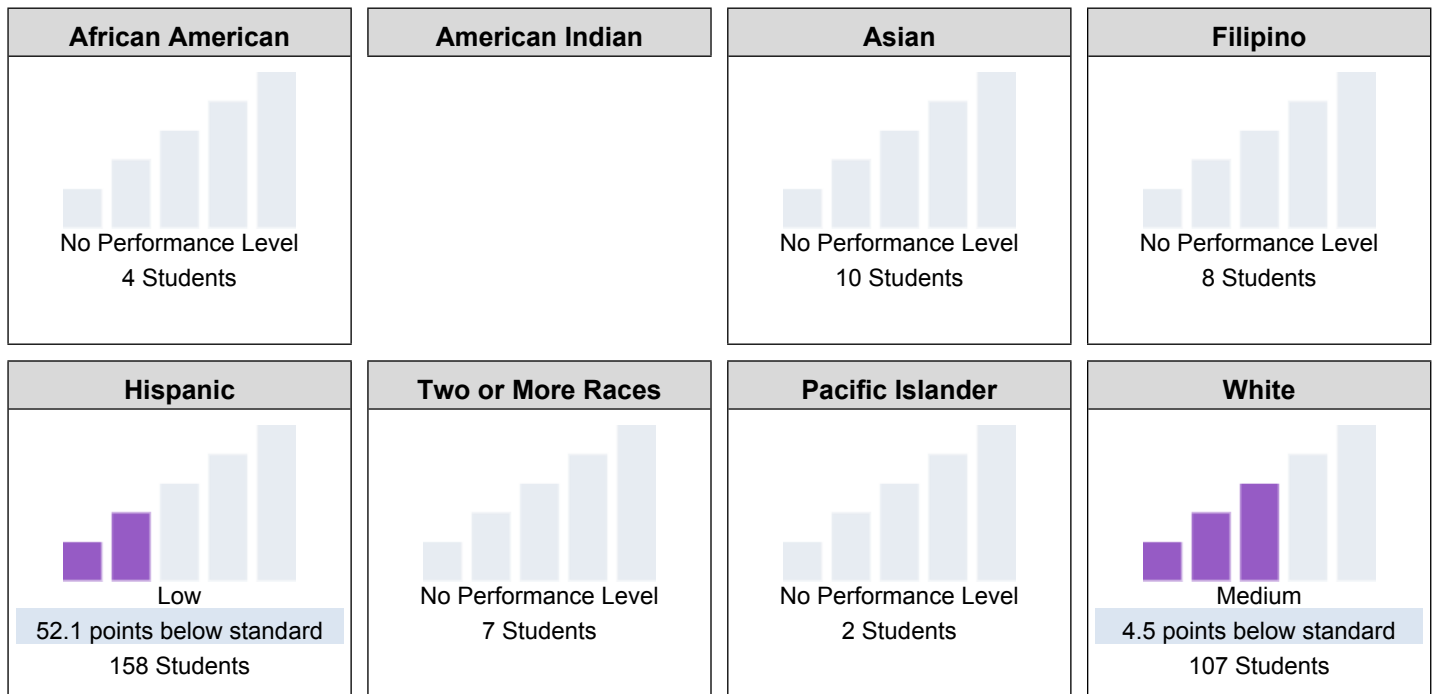 African American
No Performance Level
4 Students
American Indian
Asian
No Performance Level
10 Students
Filipino
No Performance Level
8 Students
Hispanic
Low
52.1 points below standard
158 Students
Two or More Races
No Performance Level
7 Students
Pacific Islander
No Performance Level
2 Students
White
Medium
4.5 points below standard
107 Students